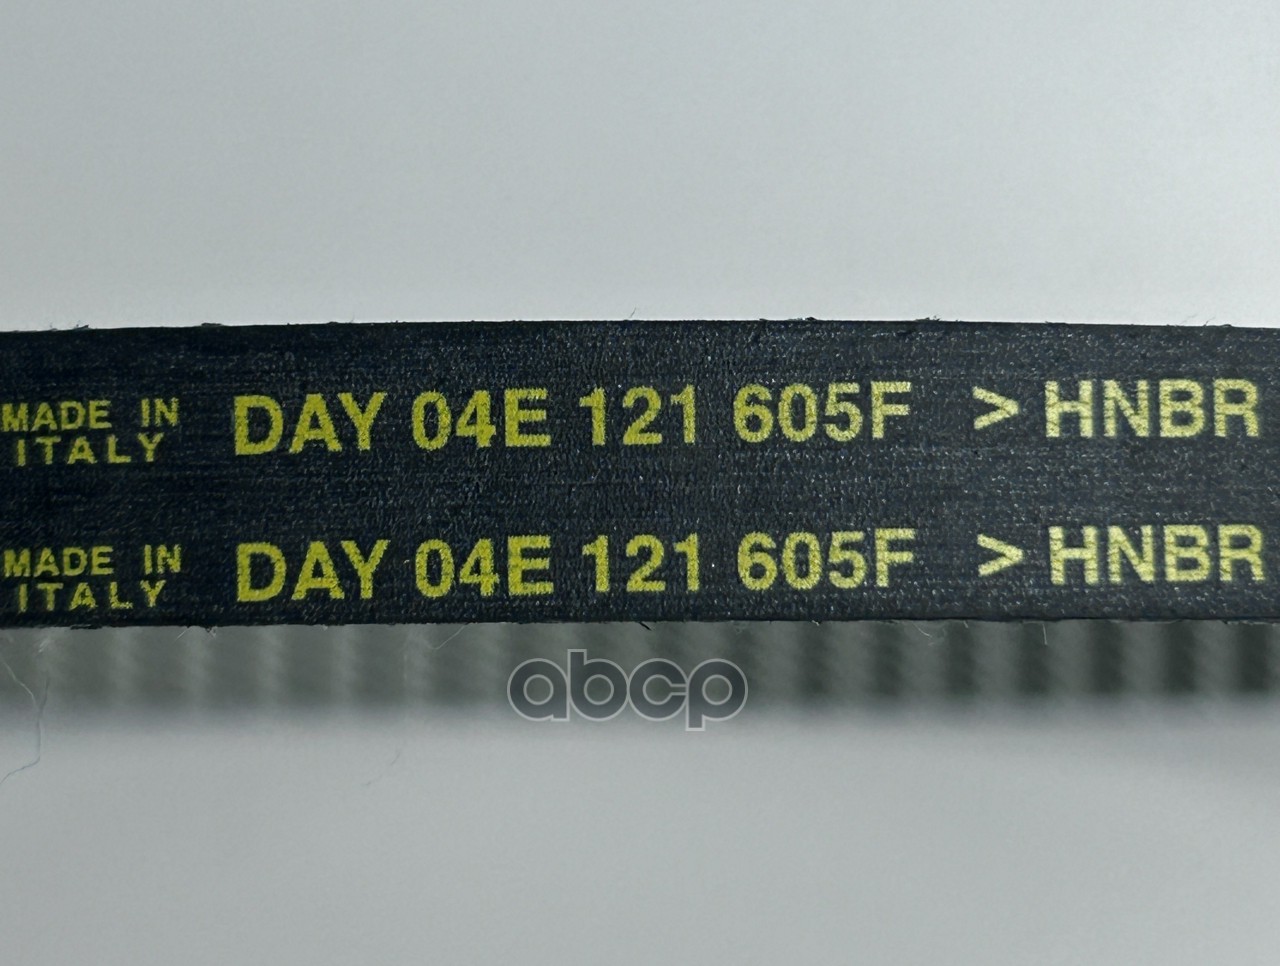 MADE IN
ITALY
DAY 04E 121 605F > HNBR
MADE IN
ITALY
DAY 04E 121 605F > HNBR
abcp